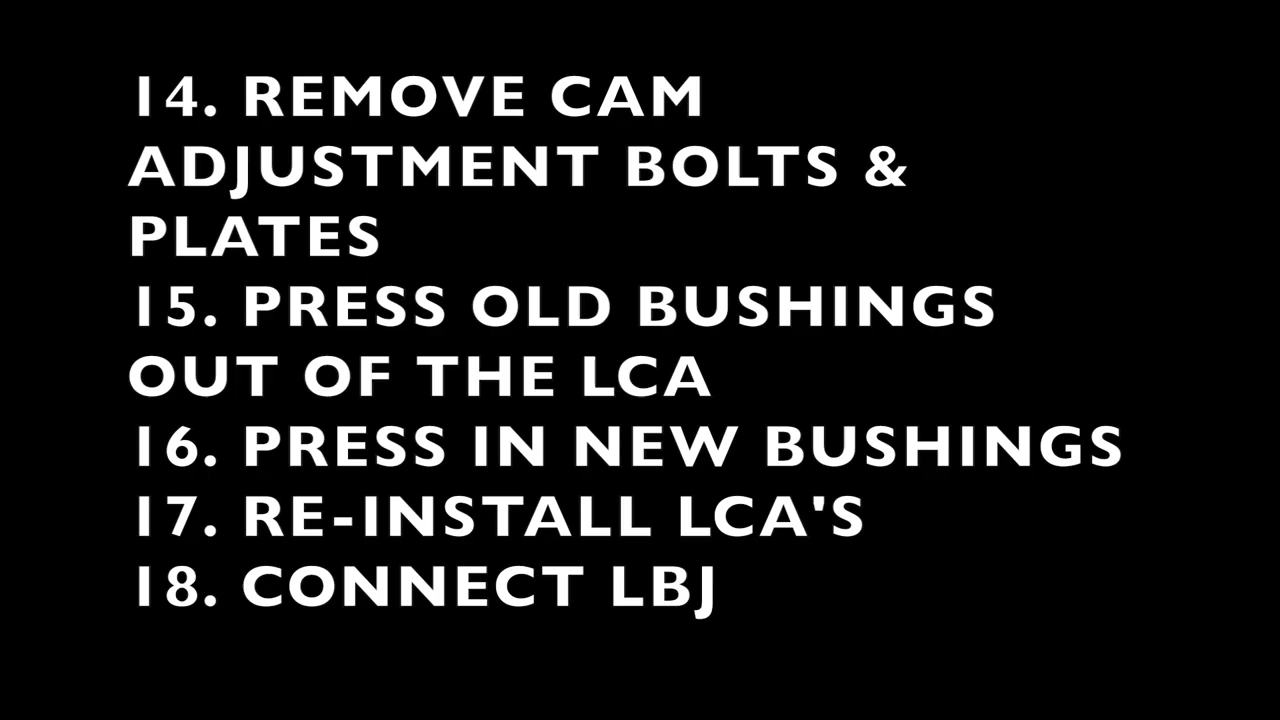 14. REMOVE CAM
ADJUSTMENT BOLTS &
PLATES
15. PRESS OLD BUSHINGS
OUT OF THE LCA
16. PRESS IN NEW BUSHINGS
17. RE-INSTALL LCA'S
18. CONNECT LBJ